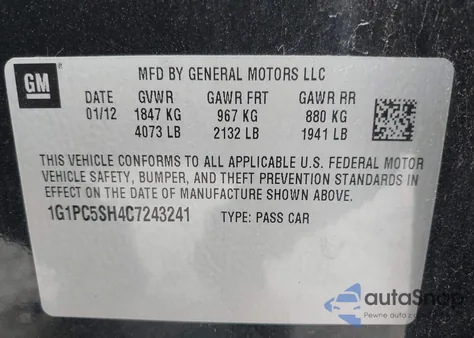 GM
MFD BY GENERAL MOTORS LLC
DATE GVWR GAWR FRT GAWR RR
01/12 1847 KG 967 KG 880 KG
4073 LB 2132 LB 1941 LB
THIS VEHICLE CONFORMS TO ALL APPLICABLE U.S. FEDERAL MOTOR
VEHICLE SAFETY, BUMPER, AND THEFT PREVENTION STANDARDS IN
EFFECT ON THE DATE OF MANUFACTURE SHOWN ABOVE.
1G1PC5SH4C7243241 TYPE: PASS CAR
autoSnap
Pewne auta z